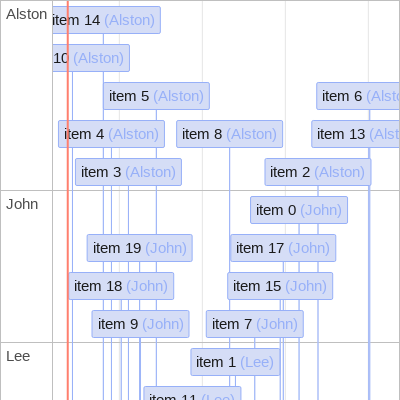 Alston
item 14 (Alston)
10 (Alston)
item 5 (Alston)
item 6 (Alst
item 4 (Alston)
item 8 (Alston)
item 13 (Alst
item 3 (Alston)
item 2 (Alston)
John
item 0 (John)
item 19 (John)
item 17 (John)
item 18 (John)
item 15 (John)
item 9 (John)
item 7 (John)
Lee
item 1 (Lee)
item 11 (Lee)